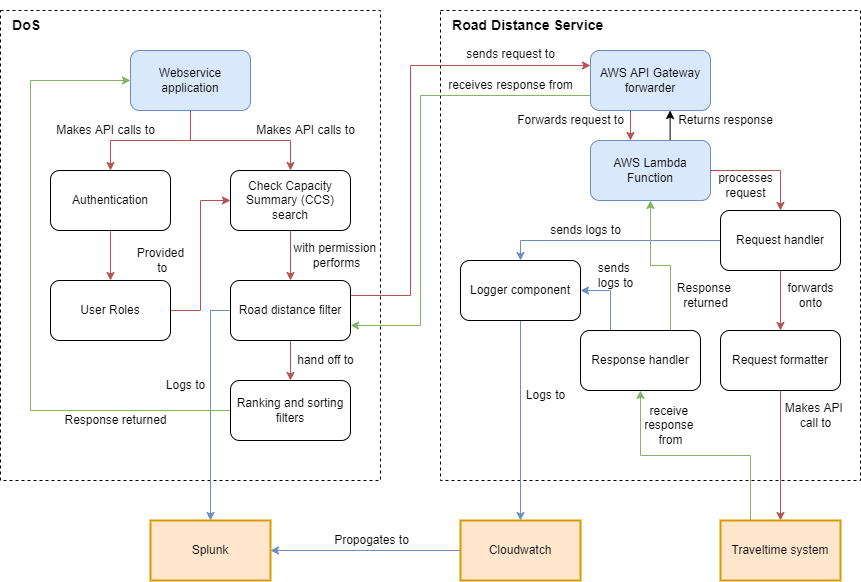 DoS
Road Distance Service
Webservice
application
sends request to
AWS API Gateway
forwarder
receives response from
Makes API calls to
Makes API calls to
Forwards request to
Returns response
Authentication
Check Capacity
Summary (CCS)
search
AWS Lambda
Function
processes
request
Provided
to
with permission
performs
sends logs to
Request handler
User Roles
Road distance filter
Logger component
sends
logs to
Response
returned
forwards
onto
hand off to
Response handler
Request formatter
Logs to
Ranking and sorting
filters
Response returned
Logs to
receive
response
from
Makes API
call to
Splunk
Propogates to
Cloudwatch
Traveltime system